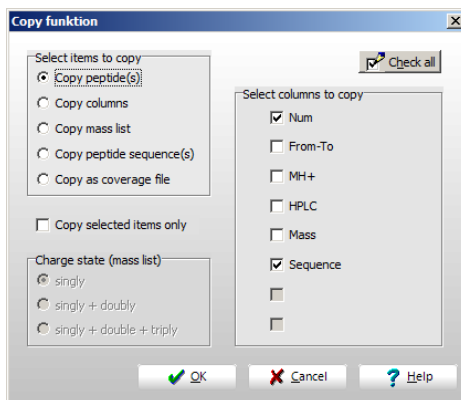 Copy funktion
Select items to copy
Copy peptide(s)
Copy columns
Copy mass list
Copy peptide sequence(s)
Copy as coverage file
Copy selected items only
Charge state (mass list)
singly
singly + doubly
singly + double + triply
Check all
Select columns to copy
Num
From-To
MH+
HPLC
Mass
Sequence
OK
Cancel
Help